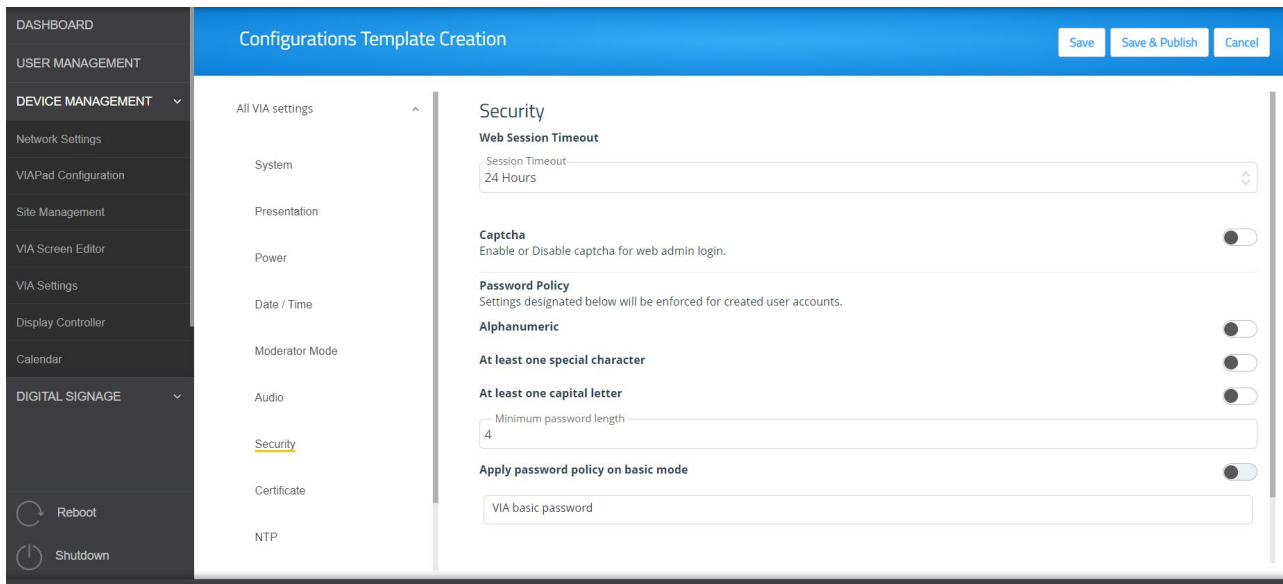 DASHBOARD
USER MANAGEMENT
DEVICE MANAGEMENT
Network Settings
VIAPad Configuration
Site Management
VIA Screen Editor
VIA Settings
Display Controller
Calendar
DIGITAL SIGNAGE
Reboot
Shutdown
Configurations Template Creation
Save
Save & Publish
Cancel
All VIA settings
System
Presentation
Power
Date / Time
Moderator Mode
Audio
Security
Certificate
NTP
Security
Web Session Timeout
Session Timeout
24 Hours
Captcha
Enable or Disable captcha for web admin login.
Password Policy
Settings designated below will be enforced for created user accounts.
Alphanumeric
At least one special character
At least one capital letter
Minimum password length
4
Apply password policy on basic mode
VIA basic password